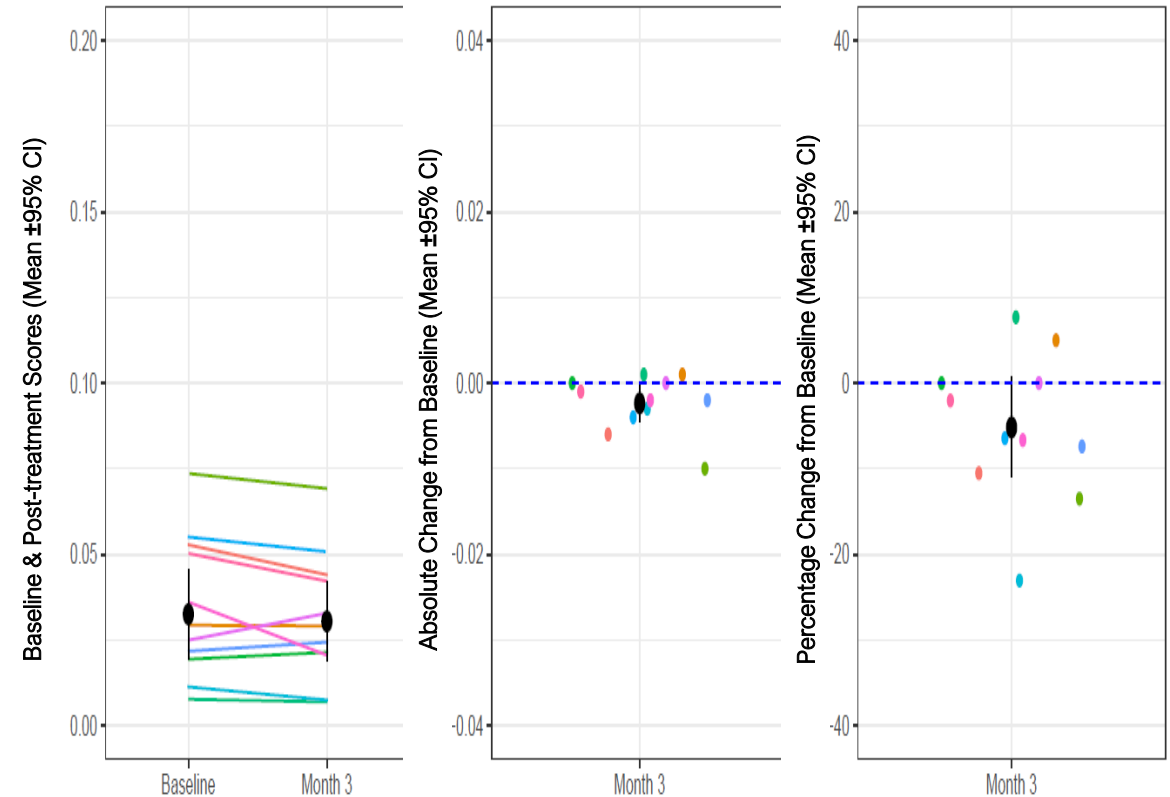 Baseline & Post-treatment Scores (Mean ±95% CI)
0.20
0.15
0.10
0.05
0.00
Baseline
Month 3
Absolute Change from Baseline (Mean ±95% CI)
0.04
0.02
0.00
-0.02
-0.04
Month 3
Percentage Change from Baseline (Mean ±95% CI)
40
20
0
-20
-40
Month 3